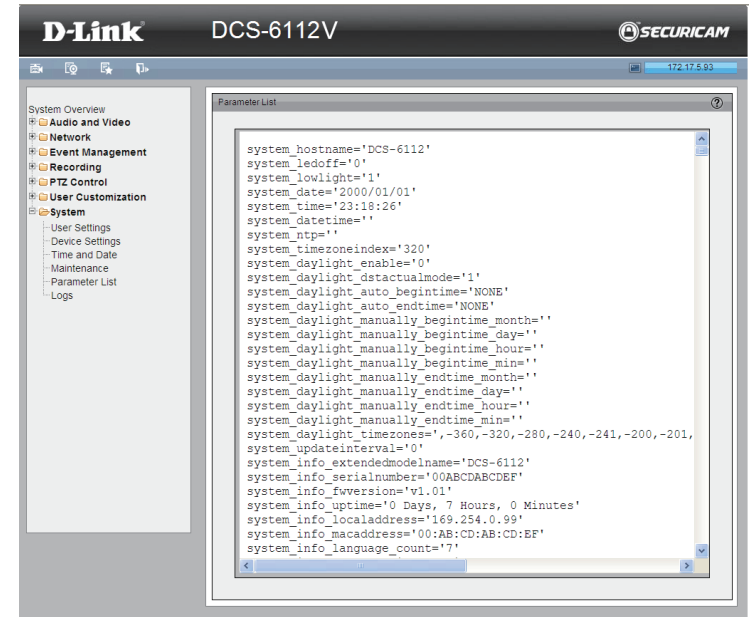 D-Link
DCS-6112V
SECURICAM
172.17.5.93
System Overview
Audio and Video
Network
Event Management
Recording
PTZ Control
User Customization
System
User Settings
Device Settings
Time and Date
Maintenance
Parameter List
Logs
Parameter List
?
system_hostname='DCS-6112'
system_ledoff='0'
system_lowlight='1'
system_date='2000/01/01'
system_time='23:18:26'
system_datetime=''
system_ntp=''
system_timezoneindex='320'
system_daylight_enable='0'
system_daylight_dstactualmode='1'
system_daylight_auto_begintime='NONE'
system_daylight_auto_endtime='NONE'
system_daylight_manually_begintime_month=''
system_daylight_manually_begintime_day=''
system_daylight_manually_begintime_hour=''
system_daylight_manually_begintime_min=''
system_daylight_manually_endtime_month=''
system_daylight_manually_endtime_day=''
system_daylight_manually_endtime_hour=''
system_daylight_manually_endtime_min=''
system_daylight_timezones=',-360,-320,-280,-240,-241,-200,-201,
system_updateinterval='0'
system_info_extendedmodelname='DCS-6112'
system_info_serialnumber='00ABCDABCDEF'
system_info_fwversion='v1.01'
system_info_uptime='0 Days, 7 Hours, 0 Minutes'
system_info_localaddress='169.254.0.99'
system_info_macaddress='00:AB:CD:AB:CD:EF'
system_info_language_count='7'